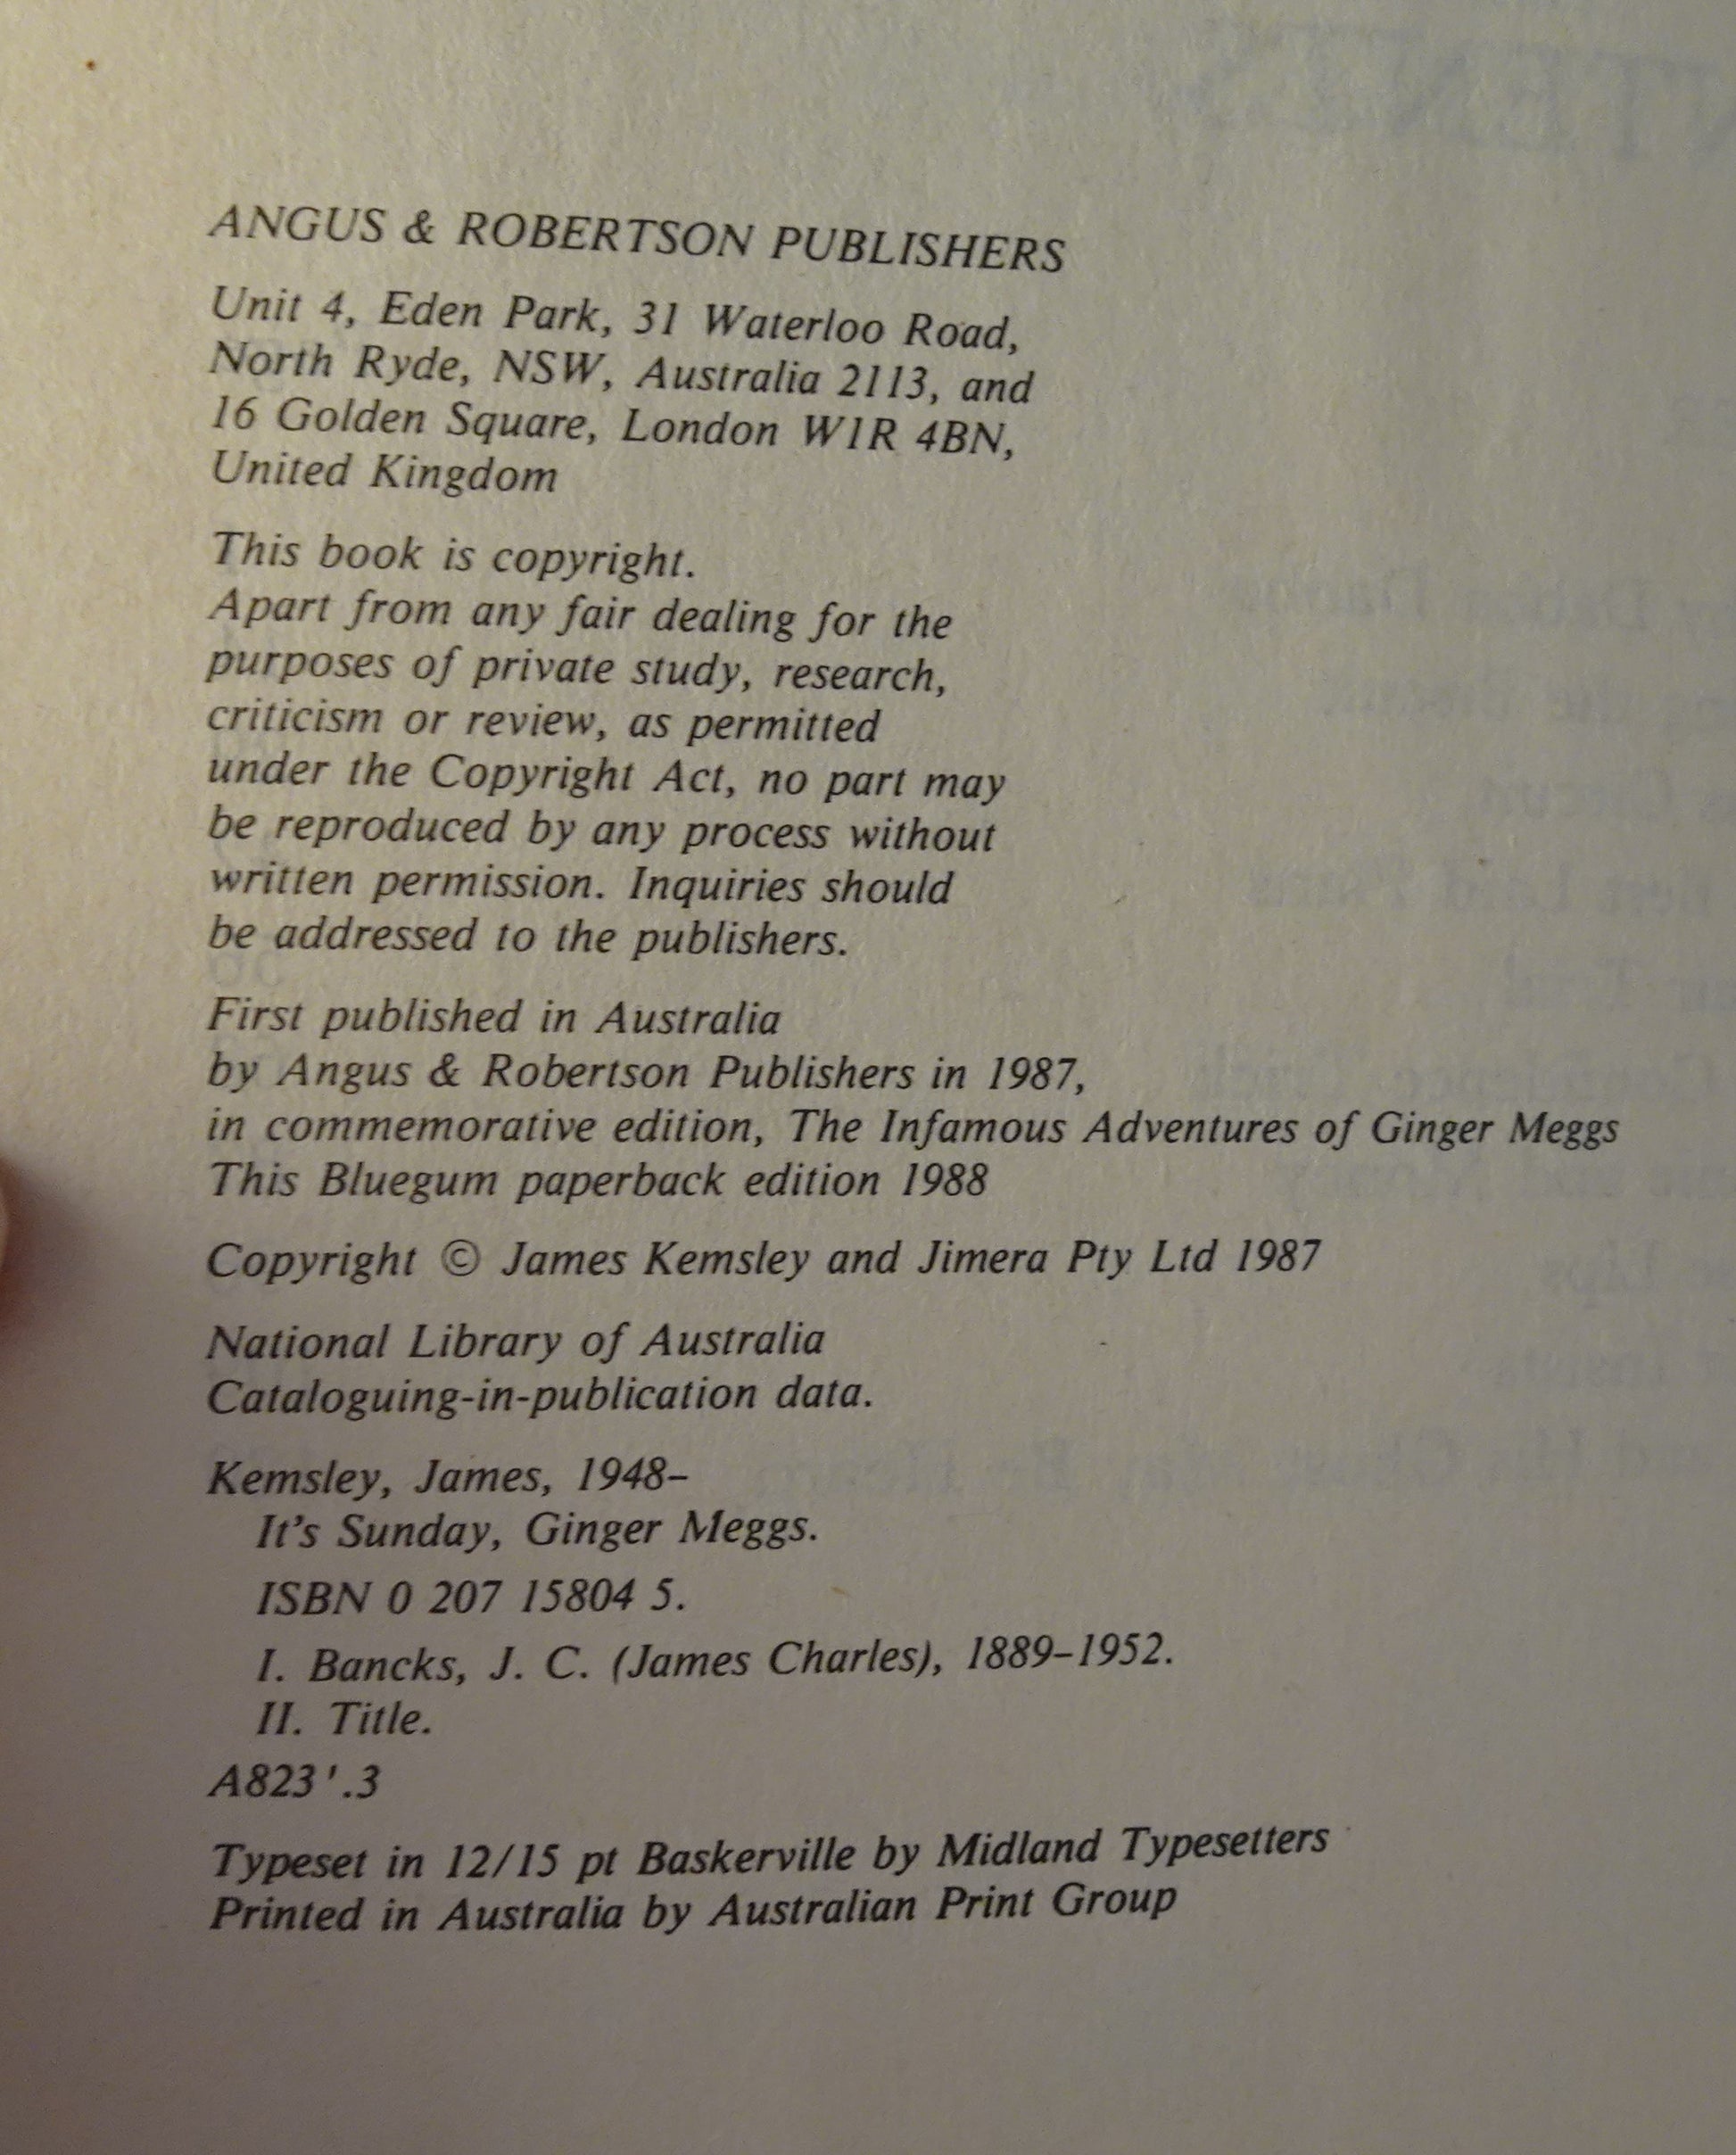 ANGUS & ROBERTSON PUBLISHERS
Unit 4, Eden Park, 31 Waterloo Road,
North Ryde, NSW, Australia 2113, and
16 Golden Square, London W1R 4BN,
United Kingdom
This book is copyright.
Apart from any fair dealing for the
purposes of private study, research,
criticism or review, as permitted
under the Copyright Act, no part may
be reproduced by any process without
written permission. Inquiries should
be addressed to the publishers.
First published in Australia
by Angus & Robertson Publishers in 1987,
in commemorative edition, The Infamous Adventures of Ginger Meggs
This Bluegum paperback edition 1988
Copyright © James Kemsley and Jimera Pty Ltd 1987
National Library of Australia
Cataloguing-in-publication data.
Kemsley, James, 1948–
It's Sunday, Ginger Meggs.
ISBN 0 207 15804 5.
I. Bancks, J. C. (James Charles), 1889–1952.
II. Title.
A823'.3
Typeset in 12/15 pt Baskerville by Midland Typesetters
Printed in Australia by Australian Print Group